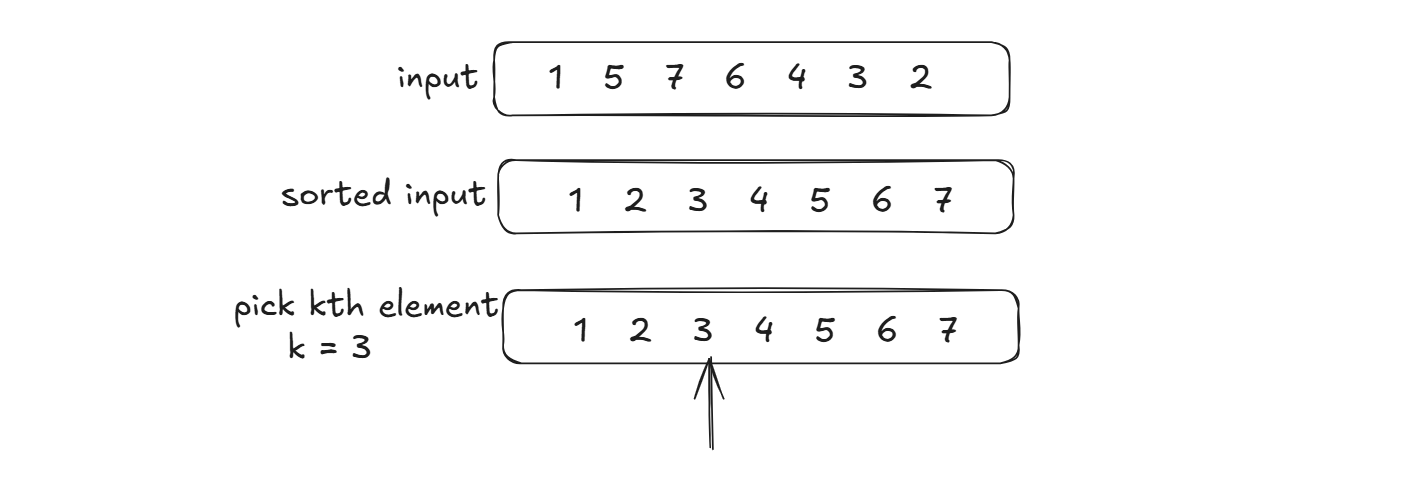 input 1 5 7 6 4 3 2
sorted input 1 2 3 4 5 6 7
pick kth element 1 2 3 4 5 6 7
k = 3